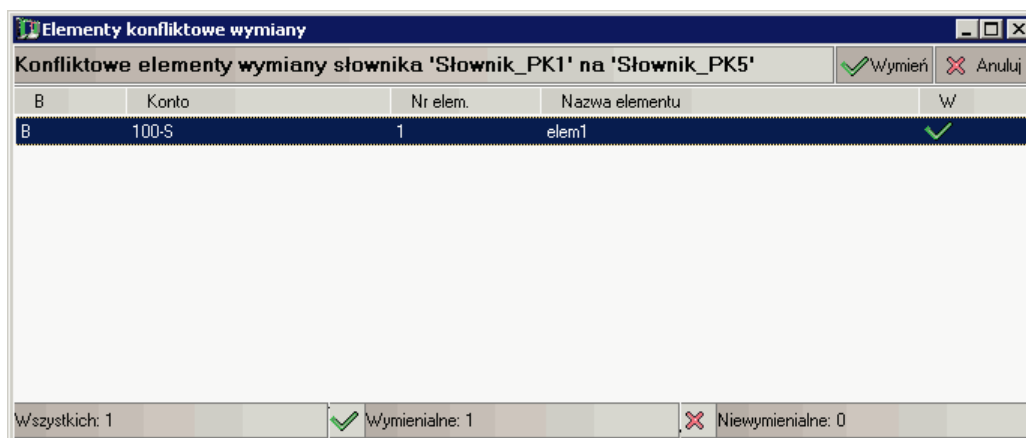 Elementy konfliktowe wymiany
Konfliktowe elementy wymiany słownika 'Słownik_PK1' na 'Słownik_PK5' Wymień Anuluj
B Konto Nr elem. Nazwa elementu W
B 100-S 1 elem1
Wszystkich: 1 Wymienialne: 1 Niewymienialne: 0